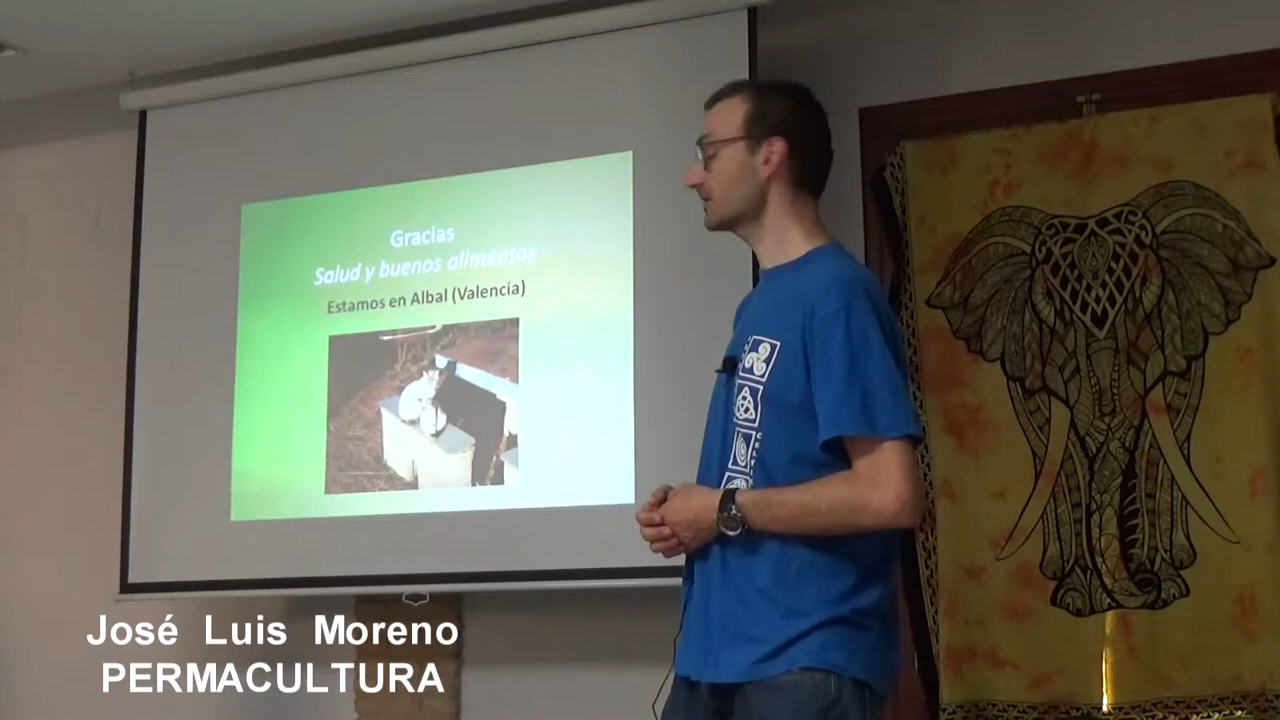 Gracias
Salud y buenos alimentos
Estamos en Albal (Valencia)
José Luis Moreno
PERMACULTURA